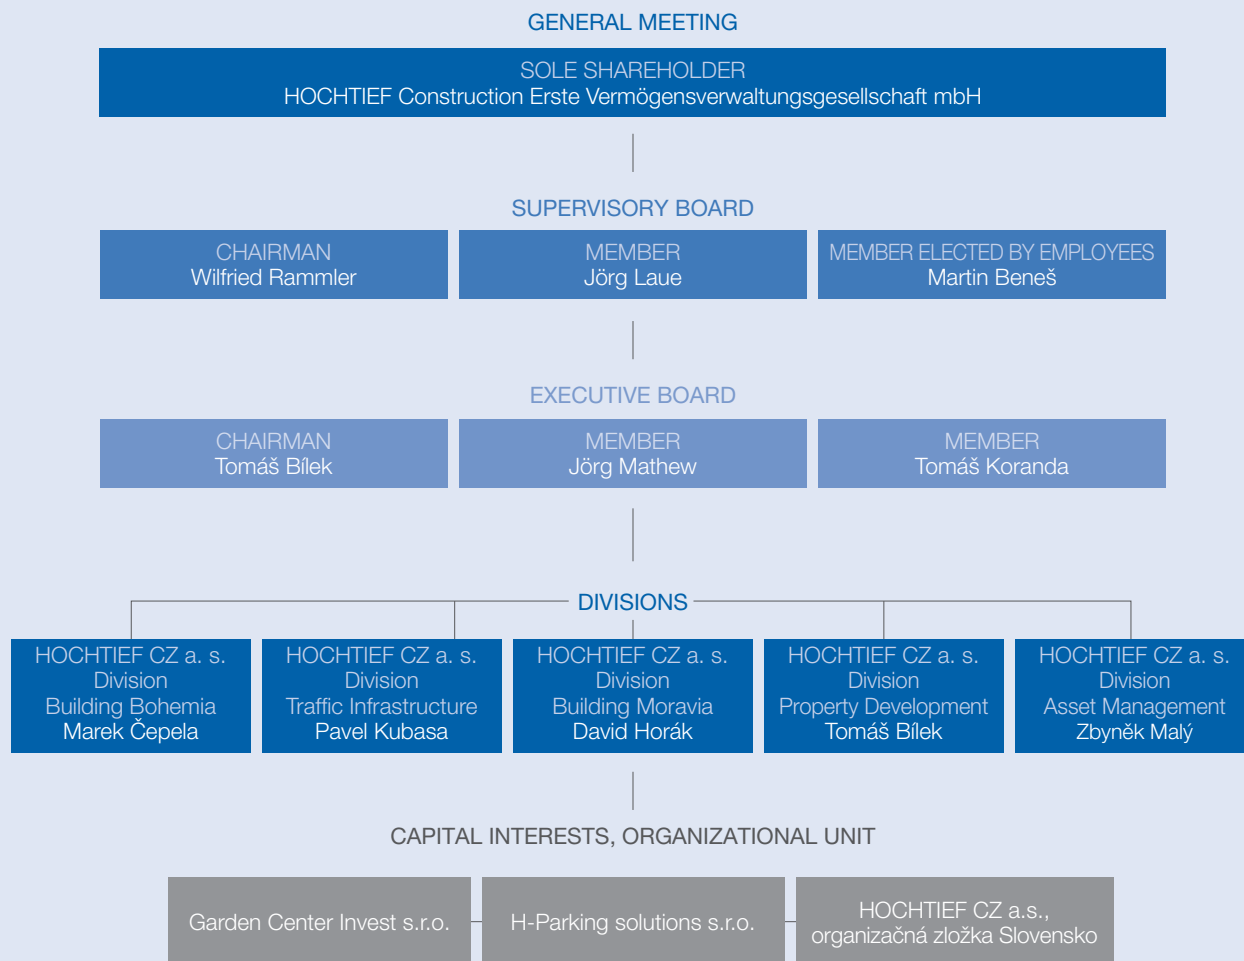 GENERAL MEETING
SOLE SHAREHOLDER
HOCHTIEF Construction Erste Vermögensverwaltungsgesellschaft mbH
SUPERVISORY BOARD
CHAIRMAN
Wilfried Rammler
MEMBER
Jörg Laue
MEMBER ELECTED BY EMPLOYEES
Martin Beneš
EXECUTIVE BOARD
CHAIRMAN
Tomáš Bílek
MEMBER
Jörg Mathew
MEMBER
Tomáš Koranda
DIVISIONS
HOCHTIEF CZ a. s.
Division
Building Bohemia
Marek Čepela
HOCHTIEF CZ a. s.
Division
Traffic Infrastructure
Pavel Kubasa
HOCHTIEF CZ a. s.
Division
Building Moravia
David Horák
HOCHTIEF CZ a. s.
Division
Property Development
Tomáš Bílek
HOCHTIEF CZ a. s.
Division
Asset Management
Zbyněk Malý
CAPITAL INTERESTS, ORGANIZATIONAL UNIT
Garden Center Invest s.r.o.
H-Parking solutions s.r.o.
HOCHTIEF CZ a.s.,
organizačná zložka Slovensko